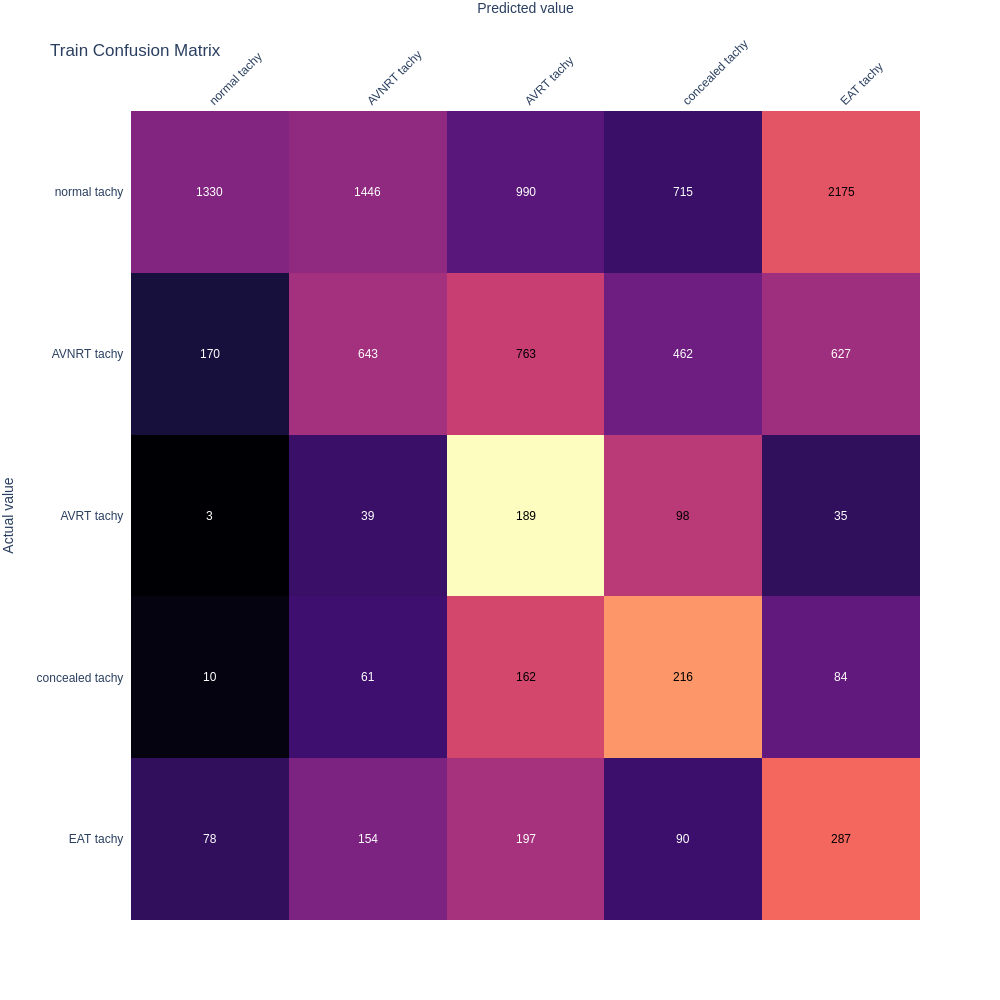 Predicted value
Train Confusion Matrix
normal tachy
AVNRT tachy
AVRT tachy
concealed tachy
EAT tachy
normal tachy 1330 1446 990 715 2175
AVNRT tachy 170 643 763 462 627
AVRT tachy 3 39 189 98 35
concealed tachy 10 61 162 216 84
EAT tachy 78 154 197 90 287
Actual value